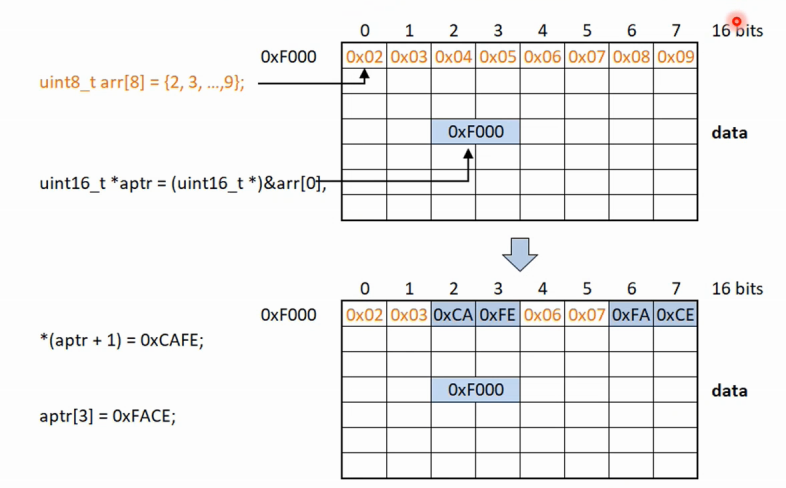 0 1 2 3 4 5 6 7 16 bits
0xF000 0x02 0x03 0x04 0x05 0x06 0x07 0x08 0x09
uint8_t arr[8] = {2, 3, ...,9};
0xF000 data
uint16_t *aptr = (uint16_t *)&arr[0],
0 1 2 3 4 5 6 7 16 bits
0xF000 0x02 0x03 0xCA 0xFE 0x06 0x07 0xFA 0xCE
*(aptr + 1) = 0xCAFE;
0xF000 data
aptr[3] = 0xFACE;